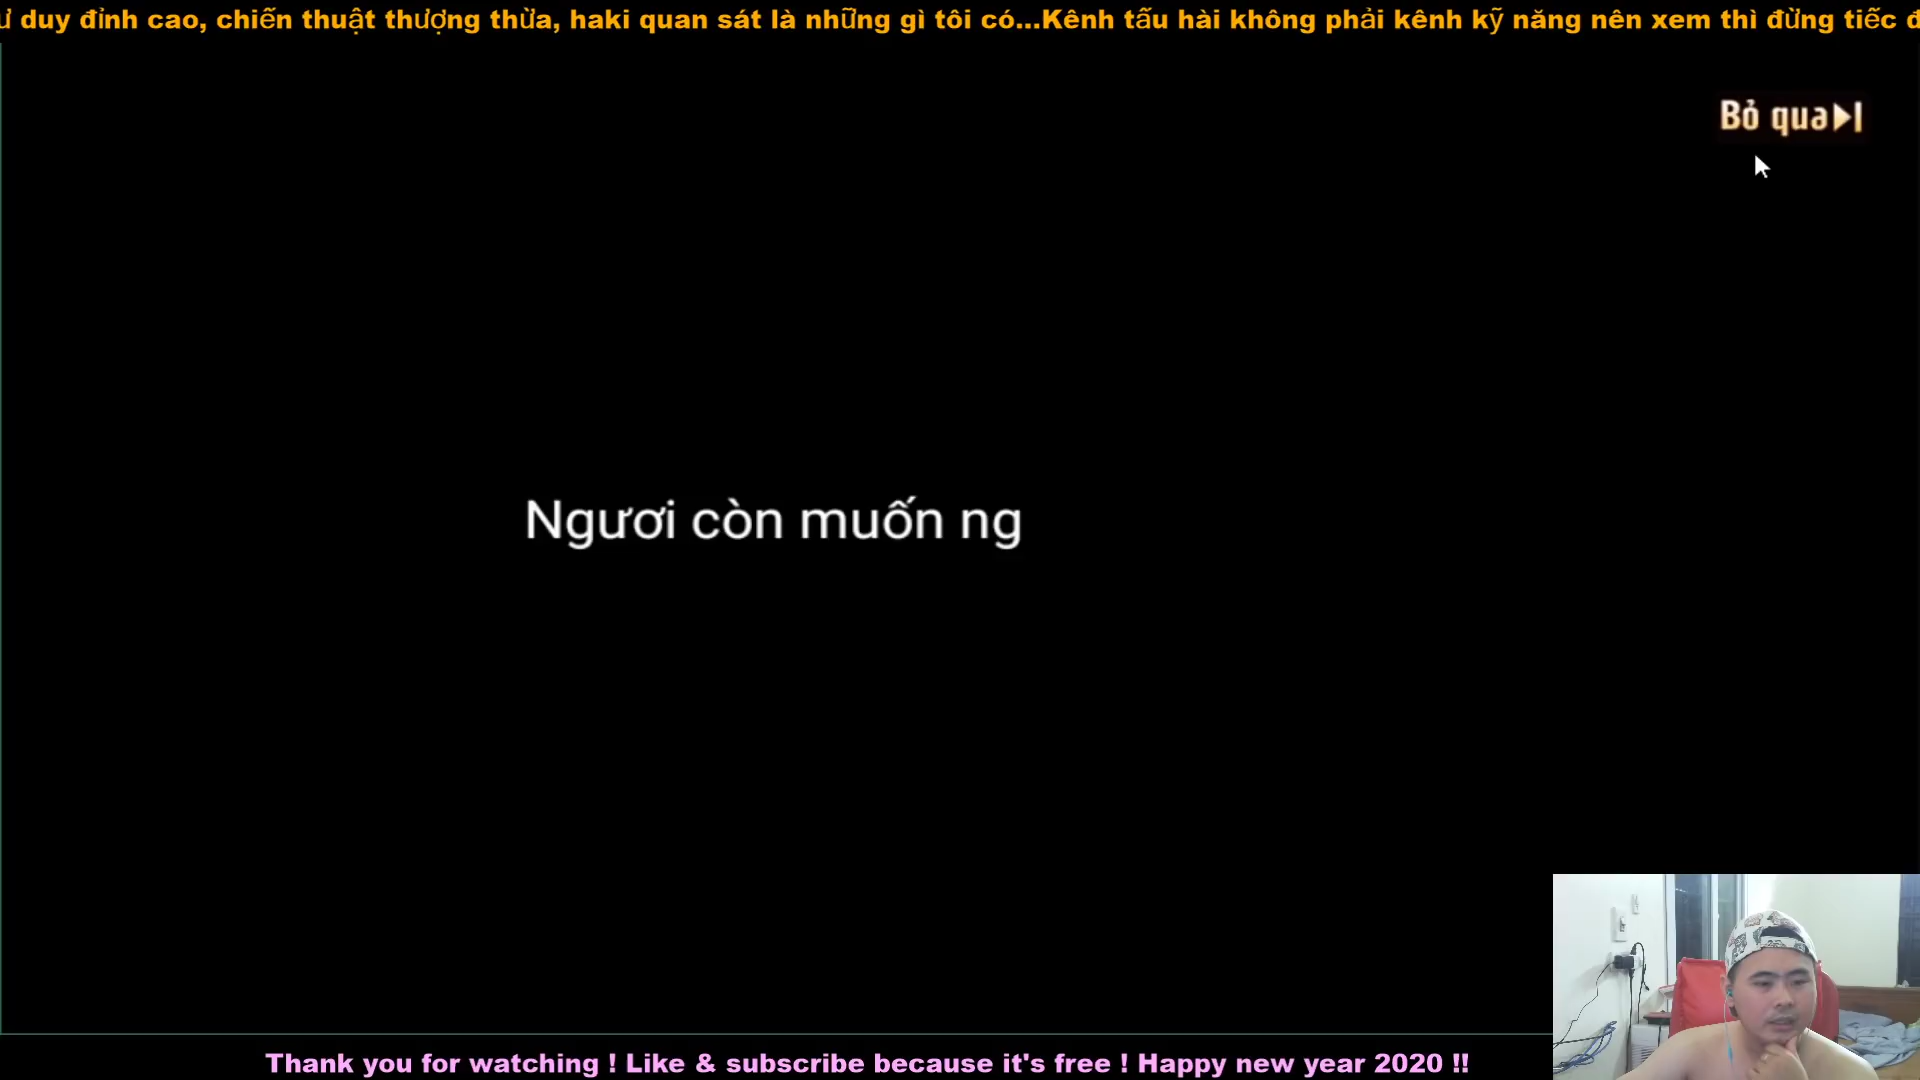 duy đỉnh cao, chiến thuật thượng thừa, haki quan sát là những gì tôi có...Kênh tấu hài không phải kênh kỹ năng nên xem thì đừng tiếc
Bỏ qua
Ngươi còn muốn ng
Thank you for watching ! Like & subscribe because it's free ! Happy new year 2020 !!